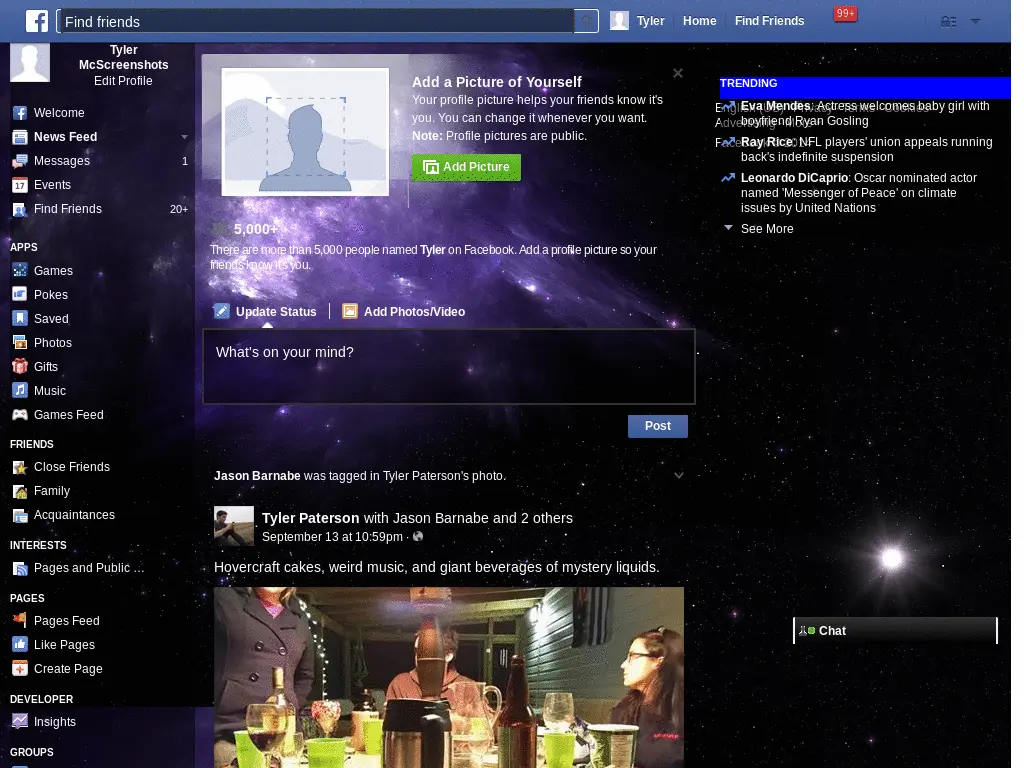 Find friends
Tyler
Home
Find Friends
99+
Tyler
McScreenshots
Edit Profile
Welcome
News Feed
Messages 1
Events
Find Friends 20+
APPS
Games
Pokes
Saved
Photos
Gifts
Music
Games Feed
FRIENDS
Close Friends
Family
Acquaintances
INTERESTS
Pages and Public ...
PAGES
Pages Feed
Like Pages
Create Page
DEVELOPER
Insights
GROUPS
Add a Picture of Yourself
Your profile picture helps your friends know it's
you. You can change it whenever you want.
Note: Profile pictures are public.
Add Picture
5,000+
There are more than 5,000 people named Tyler on Facebook. Add a profile picture so your
friends know it's you.
Update Status
Add Photos/Video
What's on your mind?
Post
Jason Barnabe was tagged in Tyler Paterson's photo.
Tyler Paterson with Jason Barnabe and 2 others
September 13 at 10:59pm ·
Hovercraft cakes, weird music, and giant beverages of mystery liquids.
TRENDING
Eva Mendes: Actress welcomes baby girl with
boyfriend Ryan Gosling
Ray Rice: NFL players' union appeals running
back's indefinite suspension
Leonardo DiCaprio: Oscar nominated actor
named 'Messenger of Peace' on climate
issues by United Nations
See More
Chat